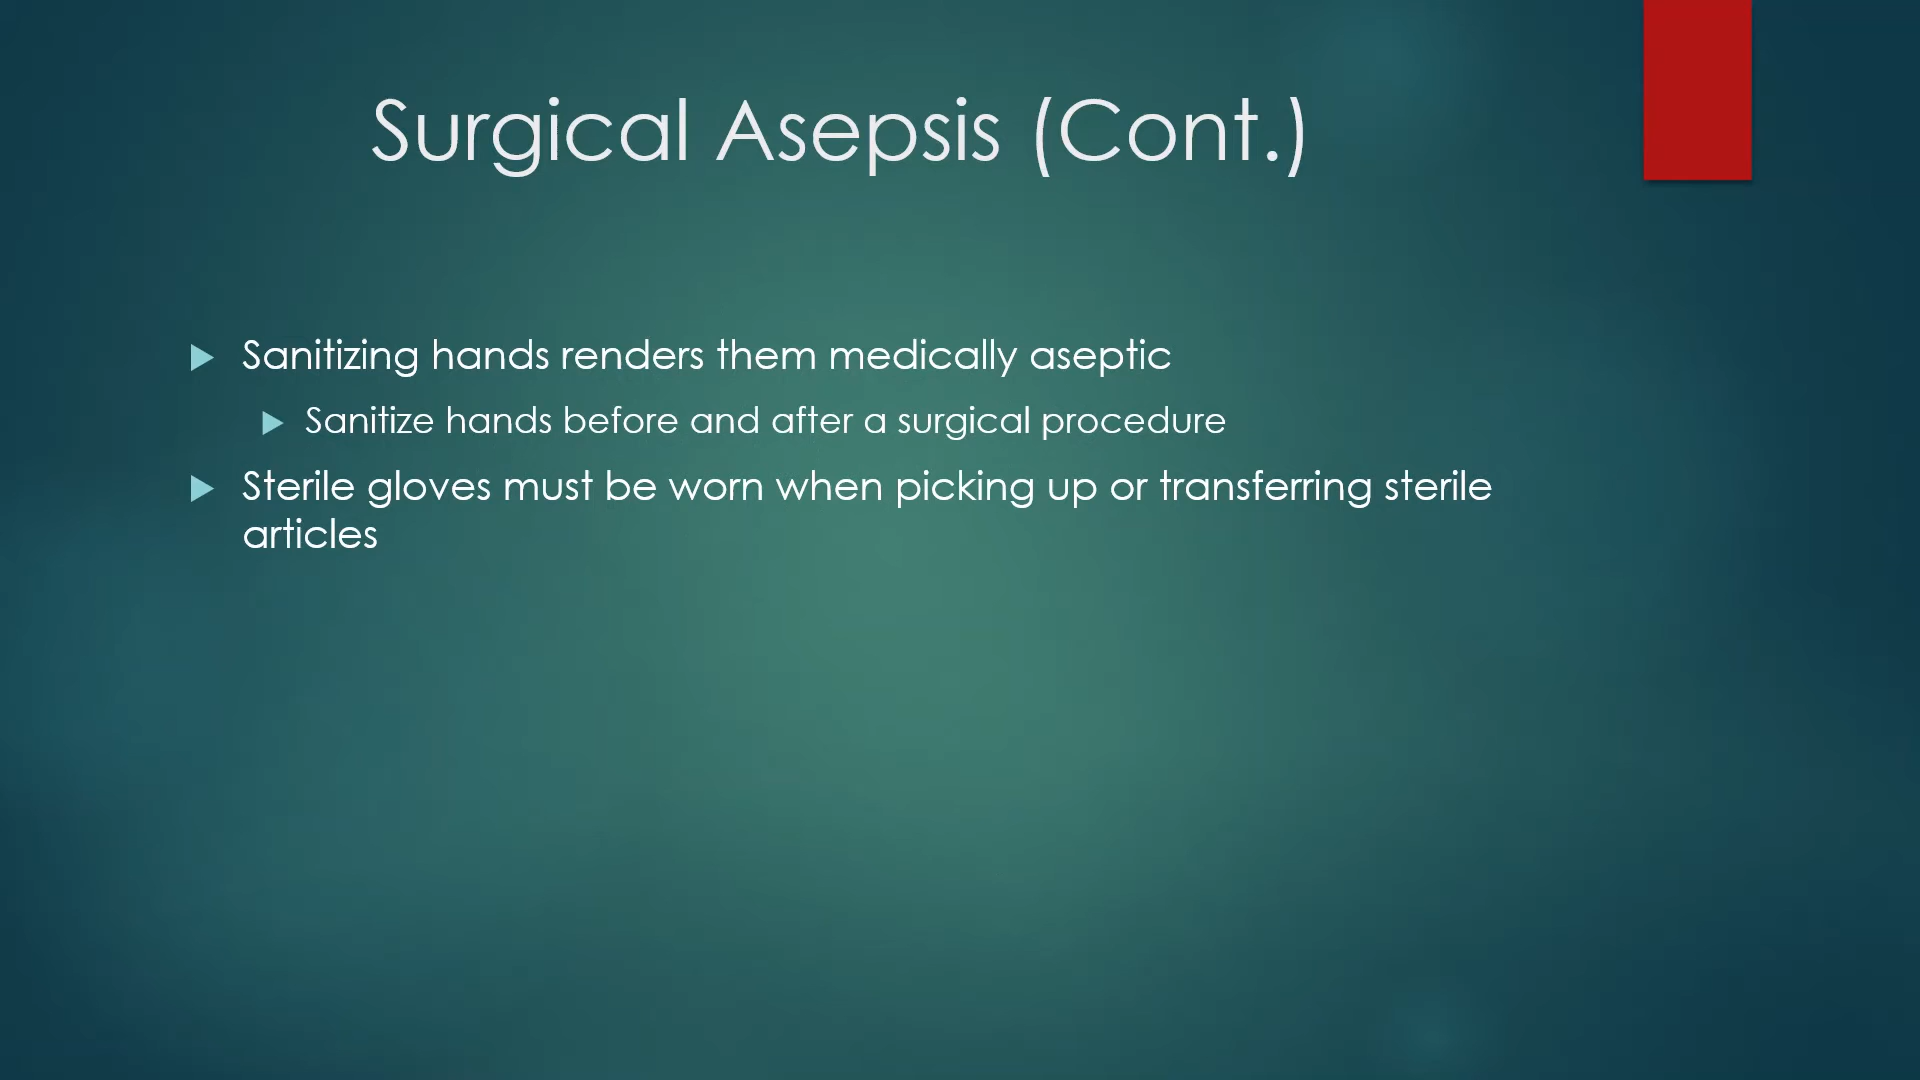 Surgical Asepsis (Cont.)
Sanitizing hands renders them medically aseptic
Sanitize hands before and after a surgical procedure
Sterile gloves must be worn when picking up or transferring sterile
articles